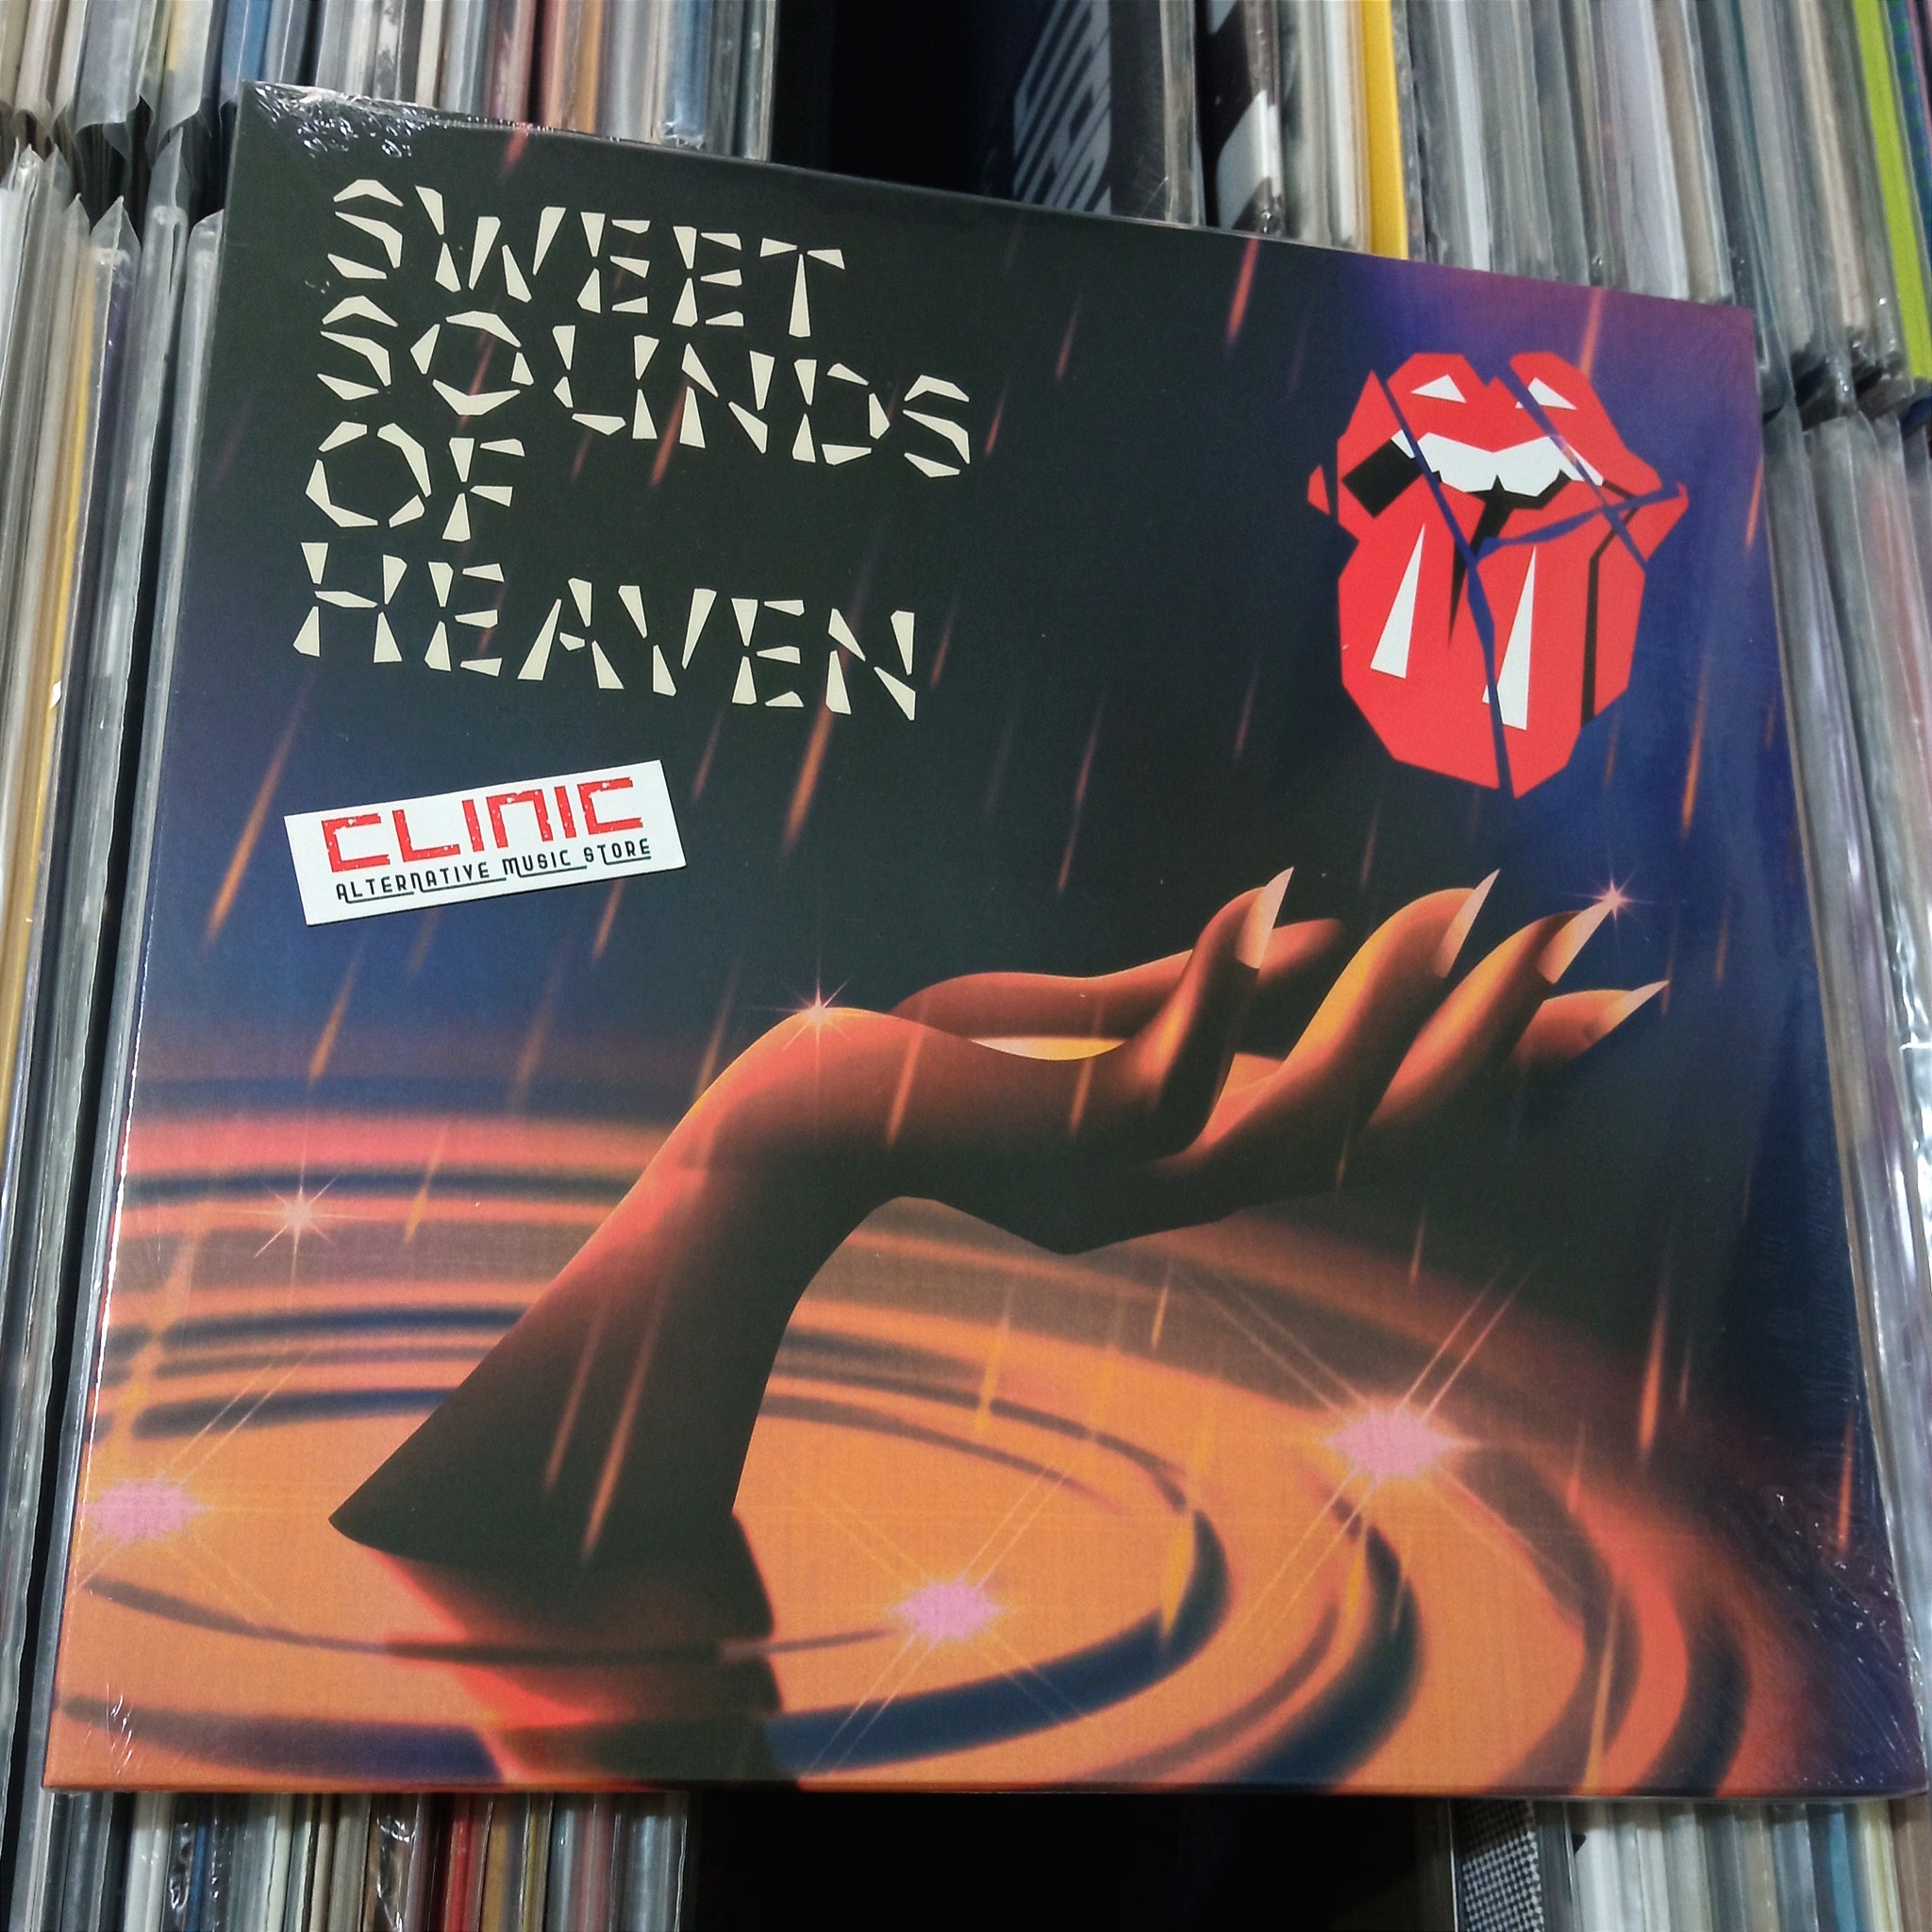 SWEET
SOUNDS
OF
HEAVEN
CLINIC
ALTERNATIVE MUSIC STORE